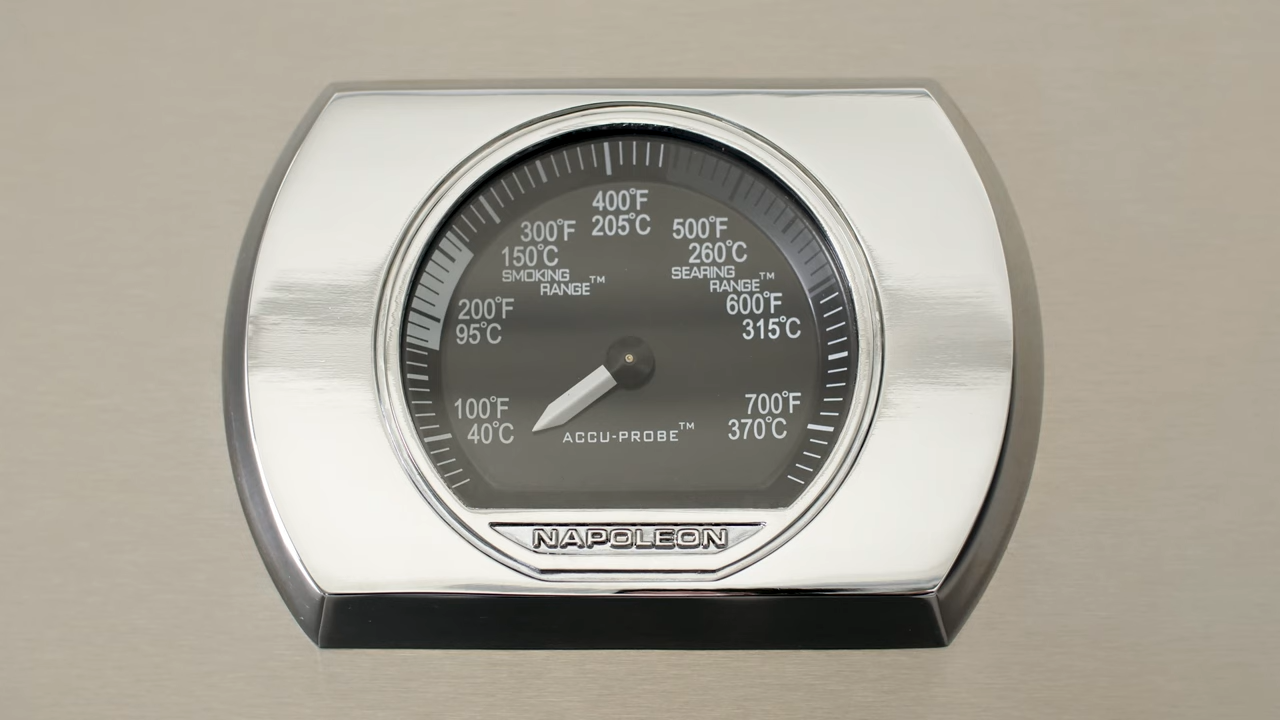 400°F
205°C
300°F
150°C
SMOKING
RANGE™
500°F
260°C
SEARING
RANGE™
200°F
95°C
600°F
315°C
100°F
40°C
700°F
370°C
ACCU-PROBE™
NAPOLEON